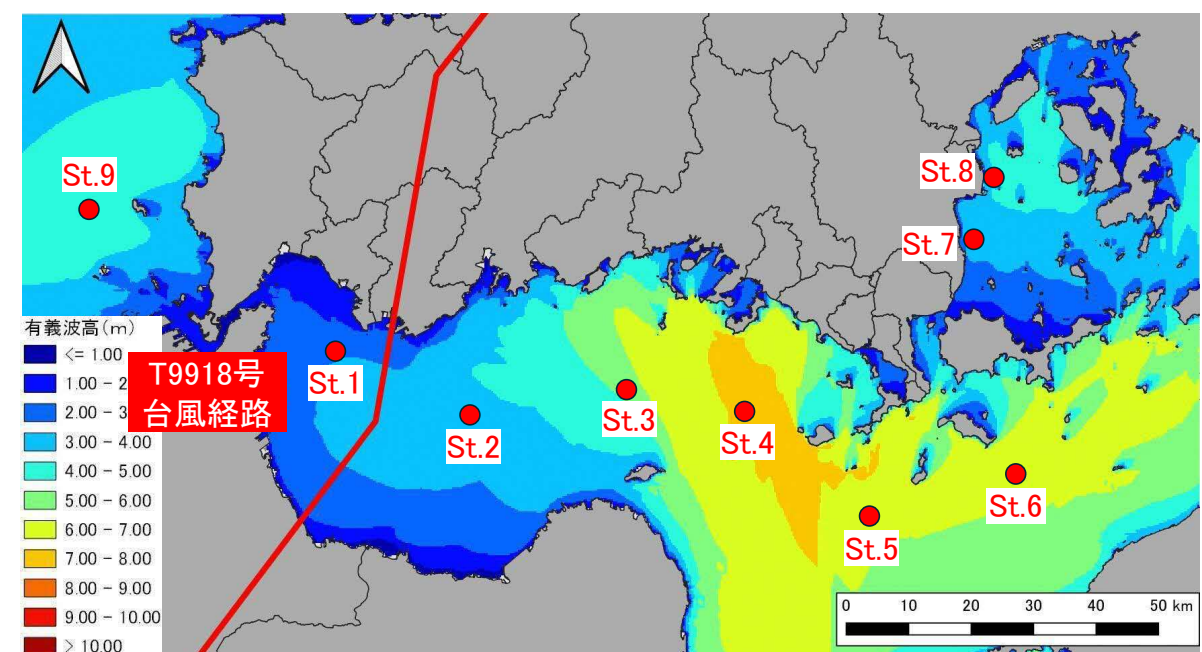 St.9
St.8
St.7
有義波高(m)
<= 1.00
1.00 - 2
2.00 - 3
3.00 - 4.00
4.00 - 5.00
5.00 - 6.00
6.00 - 7.00
7.00 - 8.00
8.00 - 9.00
9.00 - 10.00
> 10.00
T9918号
台風経路
St.1
St.2
St.3
St.4
St.5
St.6
0 10 20 30 40 50 km